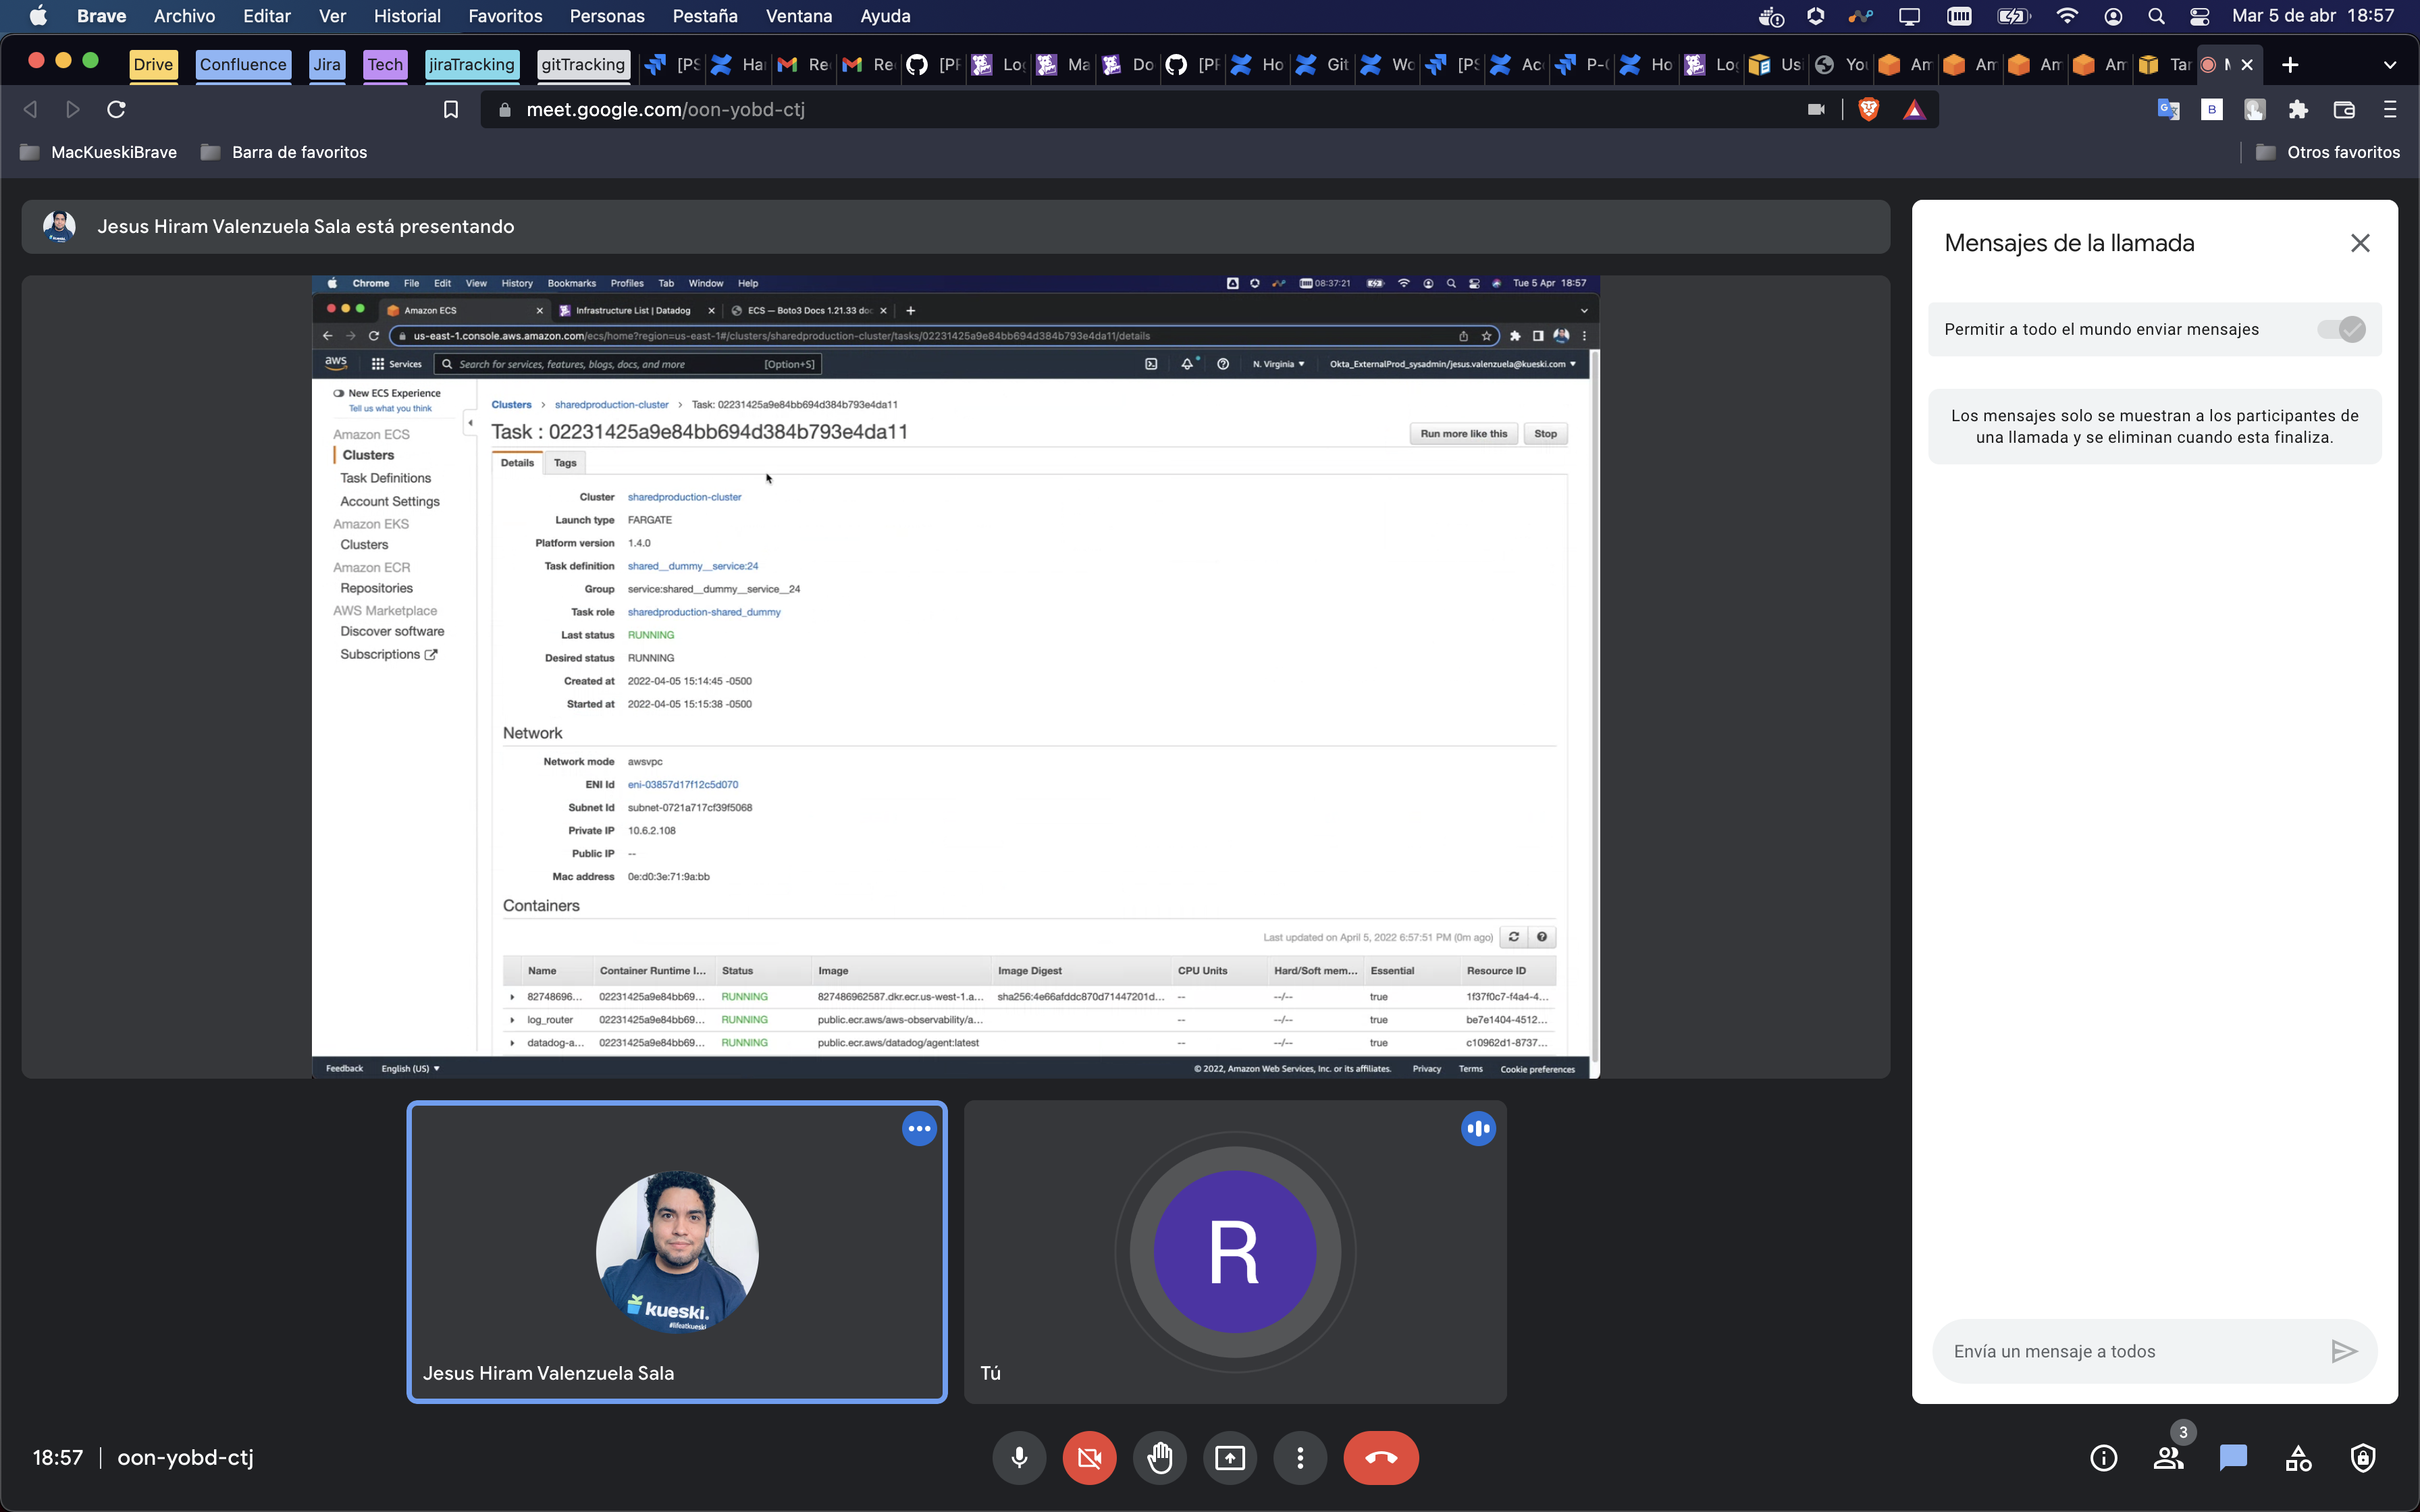 Brave Archivo Editar Ver Historial Favoritos Personas Pestaña Ventana Ayuda Mar 5 de abr 18:57
Drive Confluence Jira Tech jiraTracking gitTracking [PS Ha Re Re [PR Lo Ma Do [PR Ho Git Wo [PS Ac P-( Ho Lo Us Yo Am Am Am Am Tar
meet.google.com/oon-yobd-ctj
MacKueskiBrave Barra de favoritos Otros favoritos
Jesus Hiram Valenzuela Sala está presentando
Chrome File Edit View History Bookmarks Profiles Tab Window Help 08:37:21 Tue 5 Apr 18:57
Amazon ECS Infrastructure List | Datadog ECS — Boto3 Docs 1.21.33 doc
us-east-1.console.aws.amazon.com/ecs/home?region=us-east-1#/clusters/sharedproduction-cluster/tasks/02231425a9e84bb694d384b793e4da11/details
aws Services Search for services, features, blogs, docs, and more [Option+S] N. Virginia Okta_ExternalProd_sysadmin/jesus.valenzuela@kueski.com
New ECS Experience
Tell us what you think
Amazon ECS
Clusters
Task Definitions
Account Settings
Amazon EKS
Clusters
Amazon ECR
Repositories
AWS Marketplace
Discover software
Subscriptions
Clusters > sharedproduction-cluster > Task: 02231425a9e84bb694d384b793e4da11
Task : 02231425a9e84bb694d384b793e4da11
Run more like this Stop
Details Tags
Cluster sharedproduction-cluster
Launch type FARGATE
Platform version 1.4.0
Task definition shared__dummy__service:24
Group service:shared__dummy__service__24
Task role sharedproduction-shared_dummy
Last status RUNNING
Desired status RUNNING
Created at 2022-04-05 15:14:45 -0500
Started at 2022-04-05 15:15:38 -0500
Network
Network mode awsvpc
ENI Id eni-03857d17f12c5d070
Subnet Id subnet-0721a717cf39f5068
Private IP 10.6.2.108
Public IP --
Mac address 0e:d0:3e:71:9a:bb
Containers
Last updated on April 5, 2022 6:57:51 PM (0m ago)
Name Container Runtime I... Status Image Image Digest CPU Units Hard/Soft mem... Essential Resource ID
82748696... 02231425a9e84bb69... RUNNING 827486962587.dkr.ecr.us-west-1.a... sha256:4e66afddc870d71447201d... -- --/-- true 1f37f0c7-f4a4-4...
log_router 02231425a9e84bb69... RUNNING public.ecr.aws/aws-observability/a... -- --/-- true be7e1404-4512...
datadog-a... 02231425a9e84bb69... RUNNING public.ecr.aws/datadog/agent:latest -- --/-- true c10962d1-8737...
Feedback English (US) © 2022, Amazon Web Services, Inc. or its affiliates. Privacy Terms Cookie preferences
Mensajes de la llamada
Permitir a todo el mundo enviar mensajes
Los mensajes solo se muestran a los participantes de
una llamada y se eliminan cuando esta finaliza.
Envía un mensaje a todos
kueski.
#lifeatkueski
Jesus Hiram Valenzuela Sala
R
Tú
18:57 | oon-yobd-ctj
3